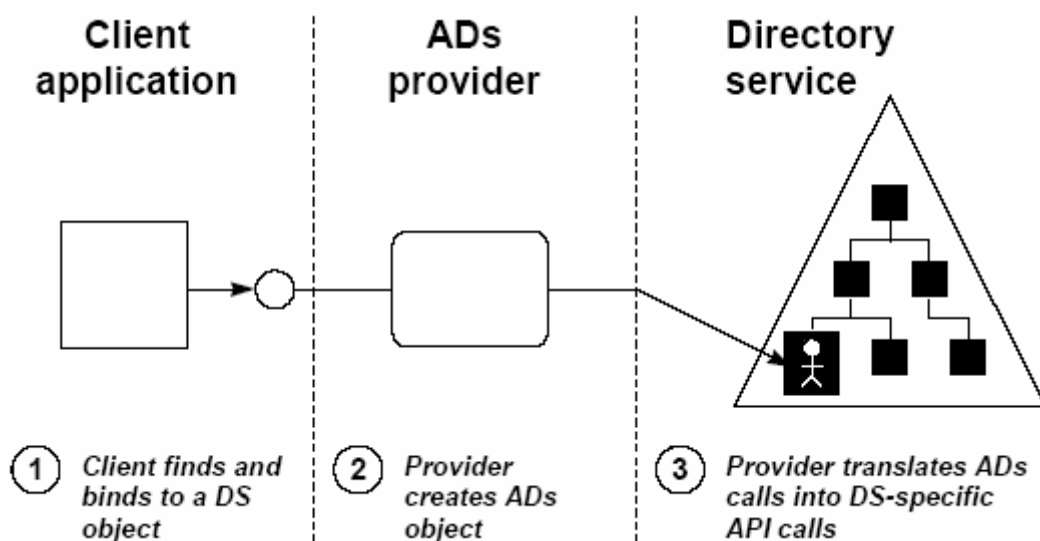 Client
application
ADs
provider
Directory
service
1 Client finds and
binds to a DS
object
2 Provider
creates ADs
object
3 Provider translates ADs
calls into DS-specific
API calls